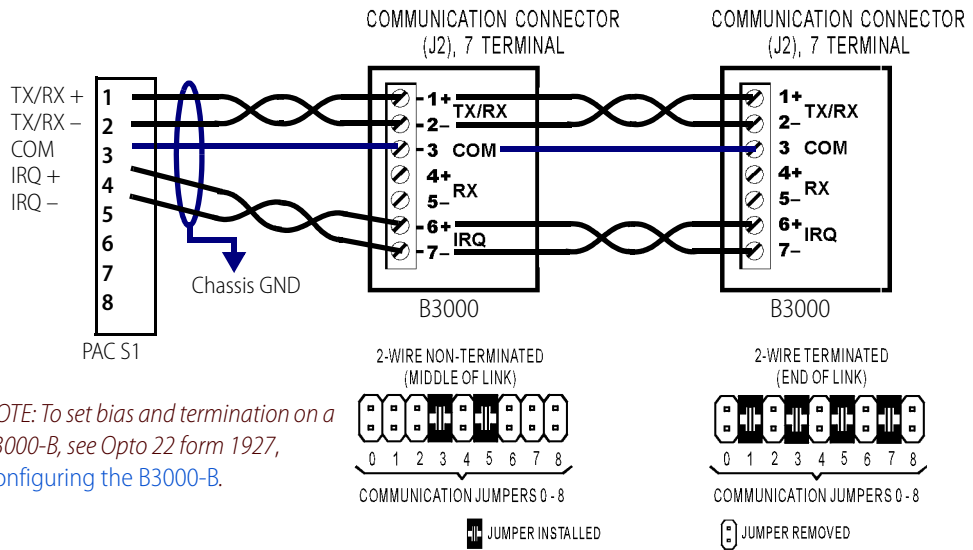 COMMUNICATION CONNECTOR
(J2), 7 TERMINAL
COMMUNICATION CONNECTOR
(J2), 7 TERMINAL
TX/RX +
TX/RX –
COM
IRQ +
IRQ –
1
2
3
4
5
6
7
8
PAC S1
Chassis GND
-1+
-2–
TX/RX
-3 COM
4+
5–
RX
-6+
-7–
IRQ
B3000
1+
2–
TX/RX
3 COM
4+
5–
RX
6+
7–
IRQ
B3000
OTE: To set bias and termination on a
3000-B, see Opto 22 form 1927,
onfiguring the B3000-B.
2-WIRE NON-TERMINATED
(MIDDLE OF LINK)
0 1 2 3 4 5 6 7 8
COMMUNICATION JUMPERS 0 - 8
2-WIRE TERMINATED
(END OF LINK)
0 1 2 3 4 5 6 7 8
COMMUNICATION JUMPERS 0 - 8
JUMPER INSTALLED
JUMPER REMOVED